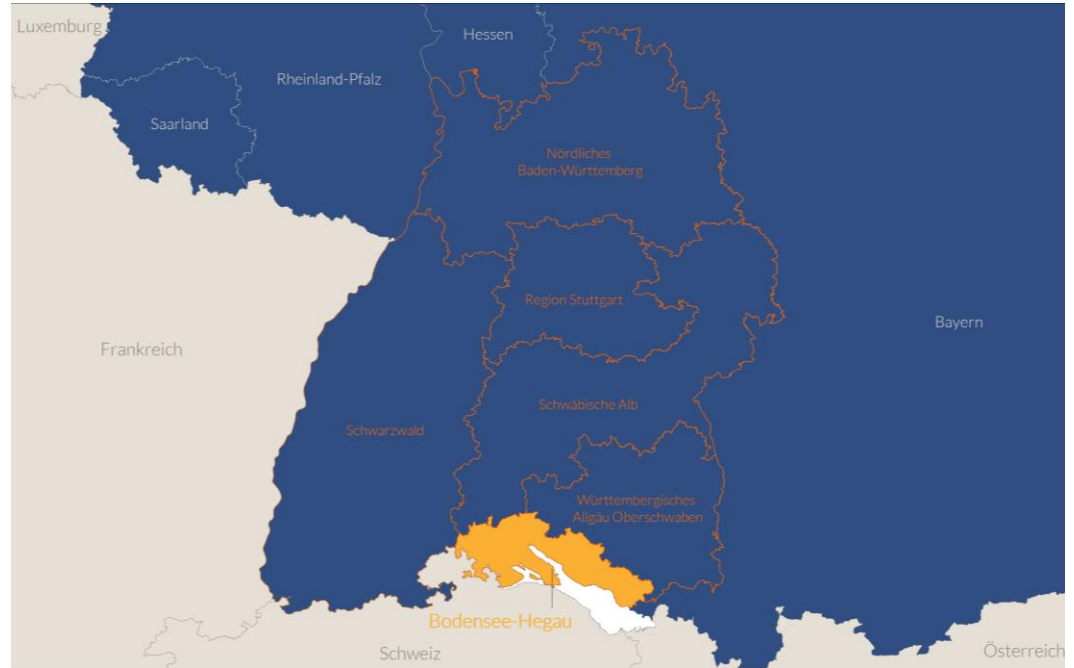 Luxemburg
Hessen
Rheinland-Pfalz
Saarland
Nördliches
Baden-Württemberg
Region Stuttgart
Bayern
Frankreich
Schwäbische Alb
Schwarzwald
Württembergisches
Allgäu Oberschwaben
Bodensee-Hegau
Schweiz
Österreich